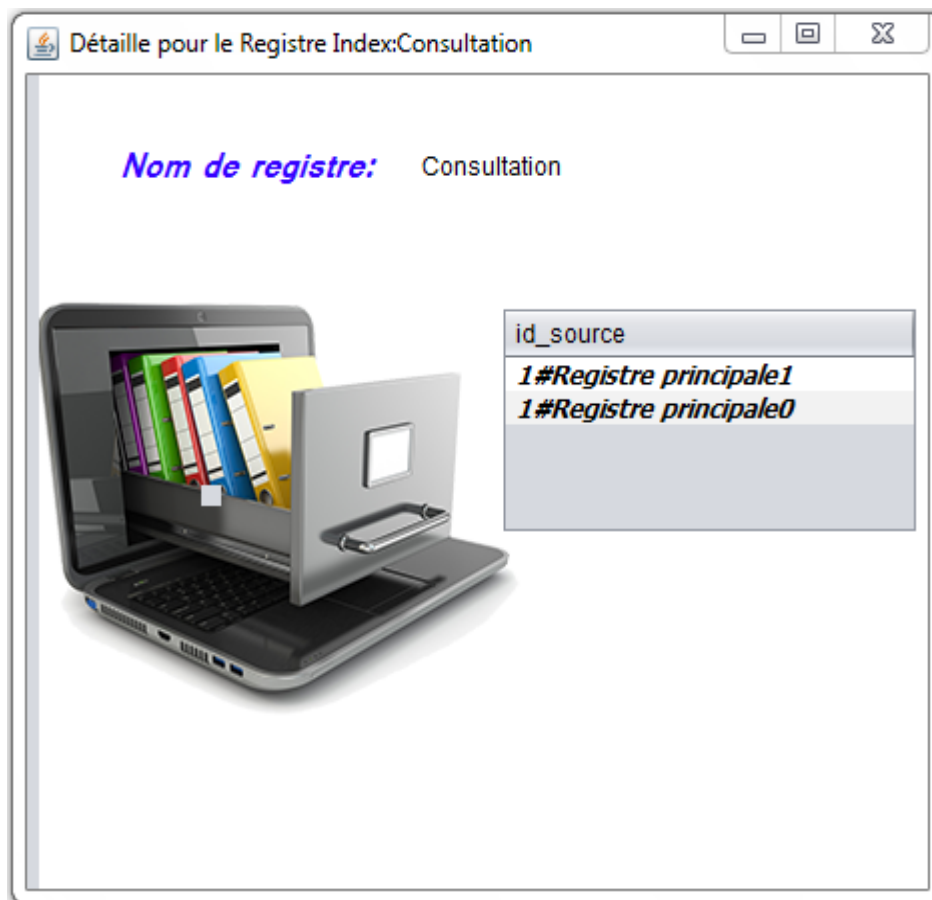 Détaille pour le Registre Index:Consultation
Nom de registre: Consultation
id_source
1#Registre principale1
1#Registre principale0